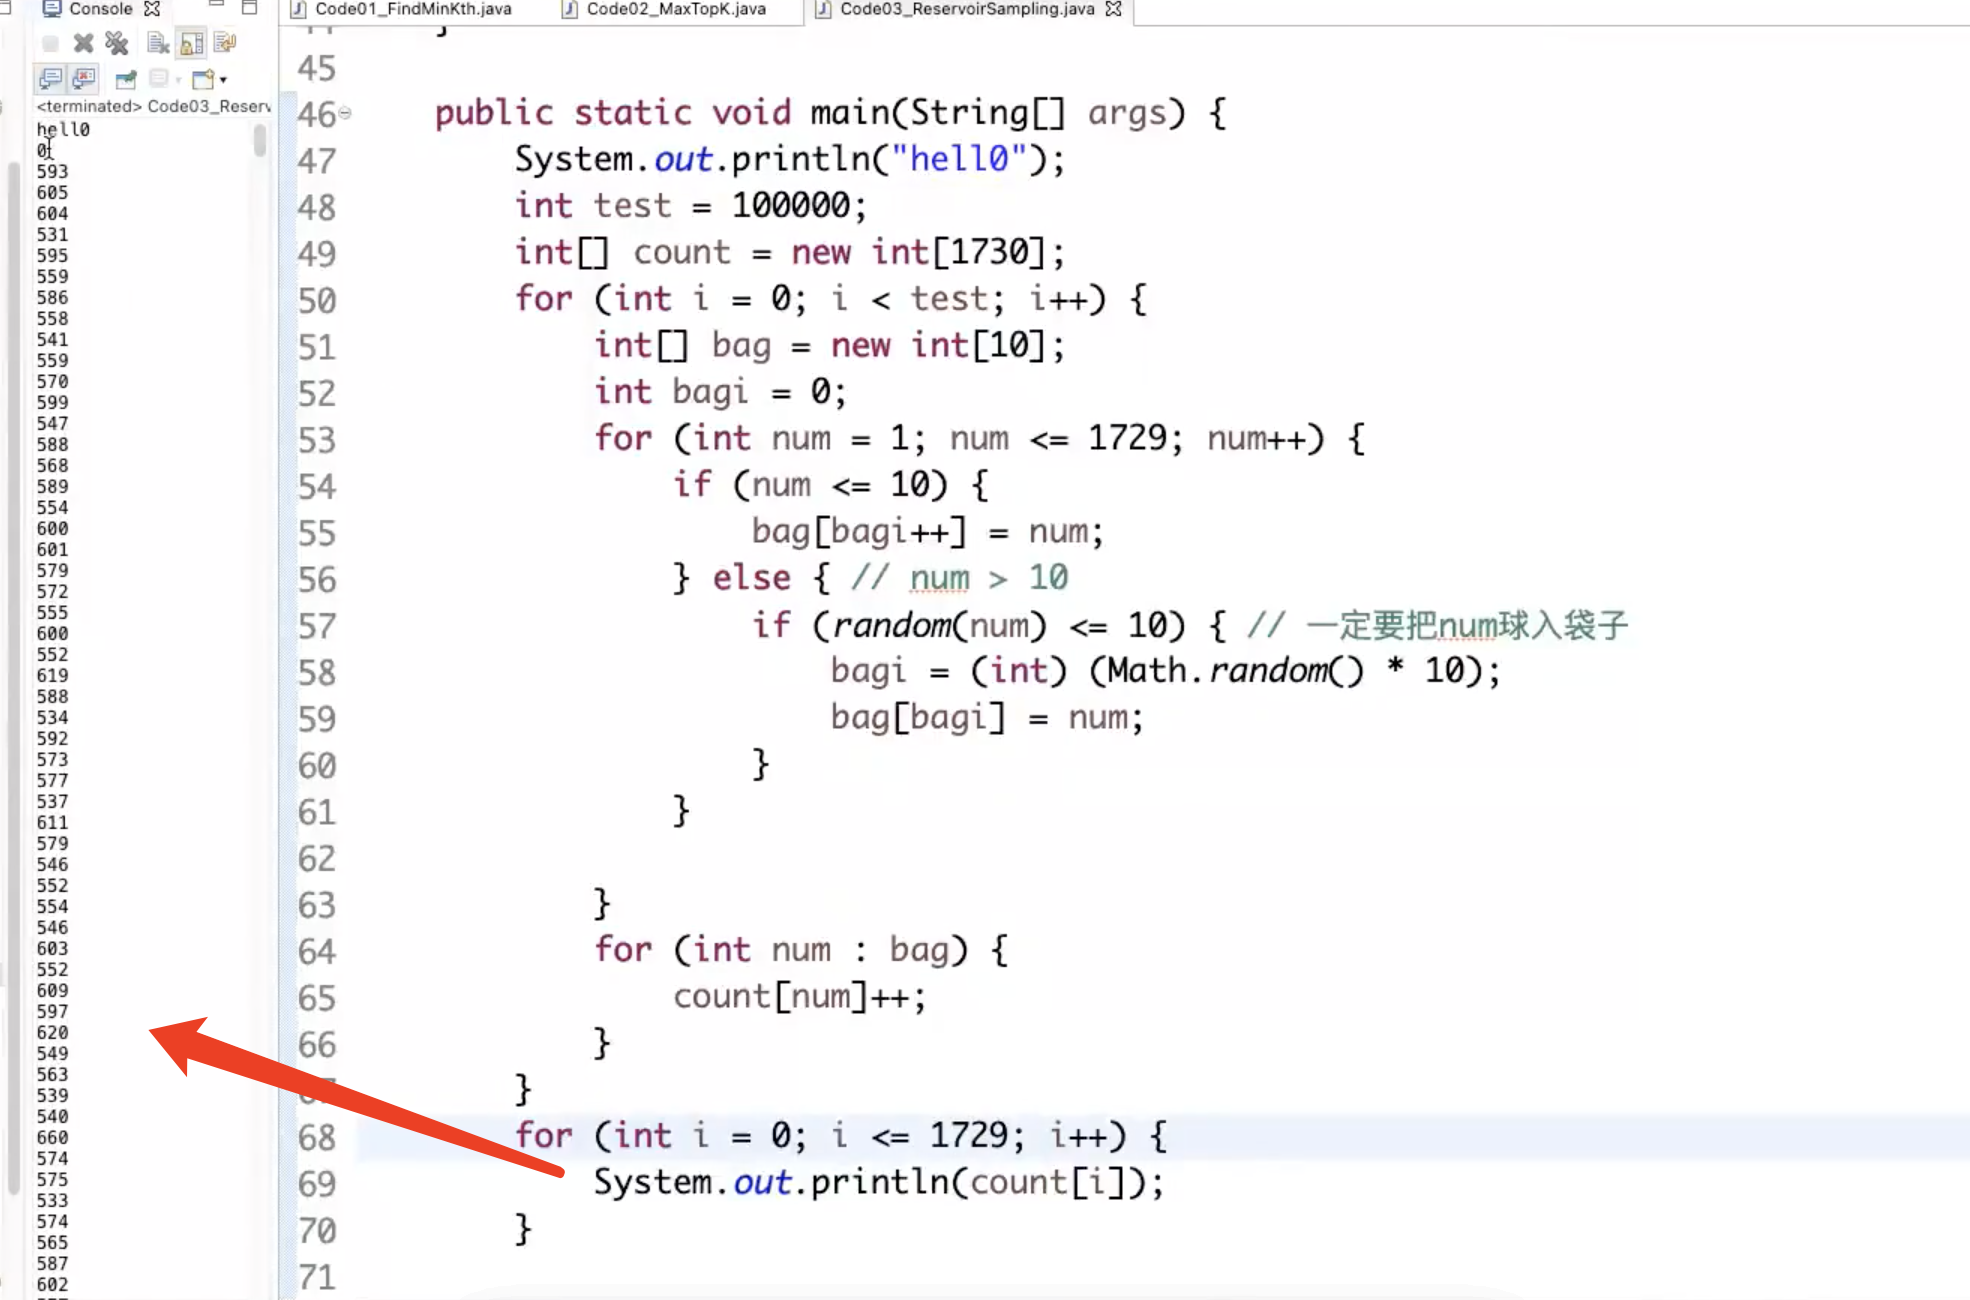 Console
Code01_FindMinKth.java
Code02_MaxTopK.java
Code03_ReservoirSampling.java
<terminated> Code03_Reserv
hell0
0
593
605
604
531
595
559
586
558
541
559
570
599
547
588
568
589
554
600
601
579
572
555
600
552
619
588
534
592
573
577
537
611
579
546
552
554
546
603
552
609
597
620
549
563
539
540
660
574
575
533
574
565
587
602
45
46 public static void main(String[] args) {
47 System.out.println("hell0");
48 int test = 100000;
49 int[] count = new int[1730];
50 for (int i = 0; i < test; i++) {
51 int[] bag = new int[10];
52 int bagi = 0;
53 for (int num = 1; num <= 1729; num++) {
54 if (num <= 10) {
55 bag[bagi++] = num;
56 } else { // num > 10
57 if (random(num) <= 10) { // 一定要把num球入袋子
58 bagi = (int) (Math.random() * 10);
59 bag[bagi] = num;
60 }
61 }
62
63 }
64 for (int num : bag) {
65 count[num]++;
66 }
}
68 for (int i = 0; i <= 1729; i++) {
69 System.out.println(count[i]);
70 }
71